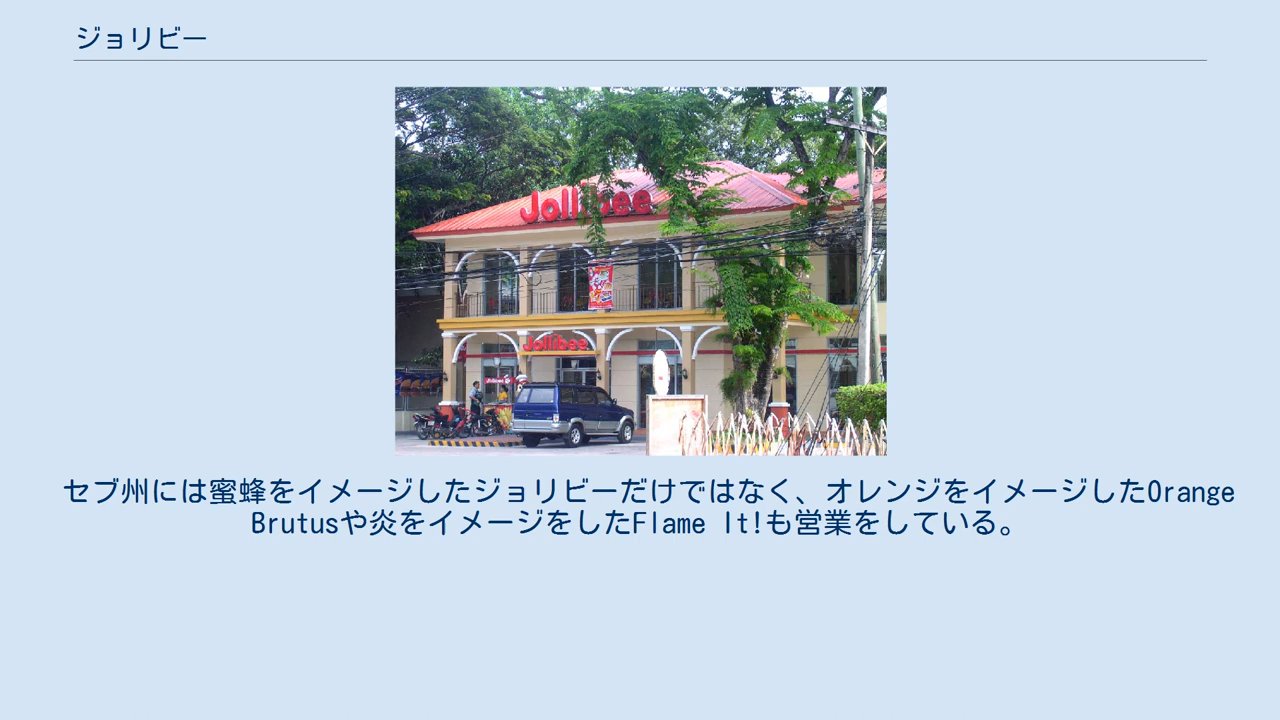 ジョリビー
Jollibee
Jollibee
セブ州には蜜蜂をイメージしたジョリビーだけではなく、オレンジをイメージしたOrange
Brutusや炎をイメージをしたFlame It!も営業をしている。